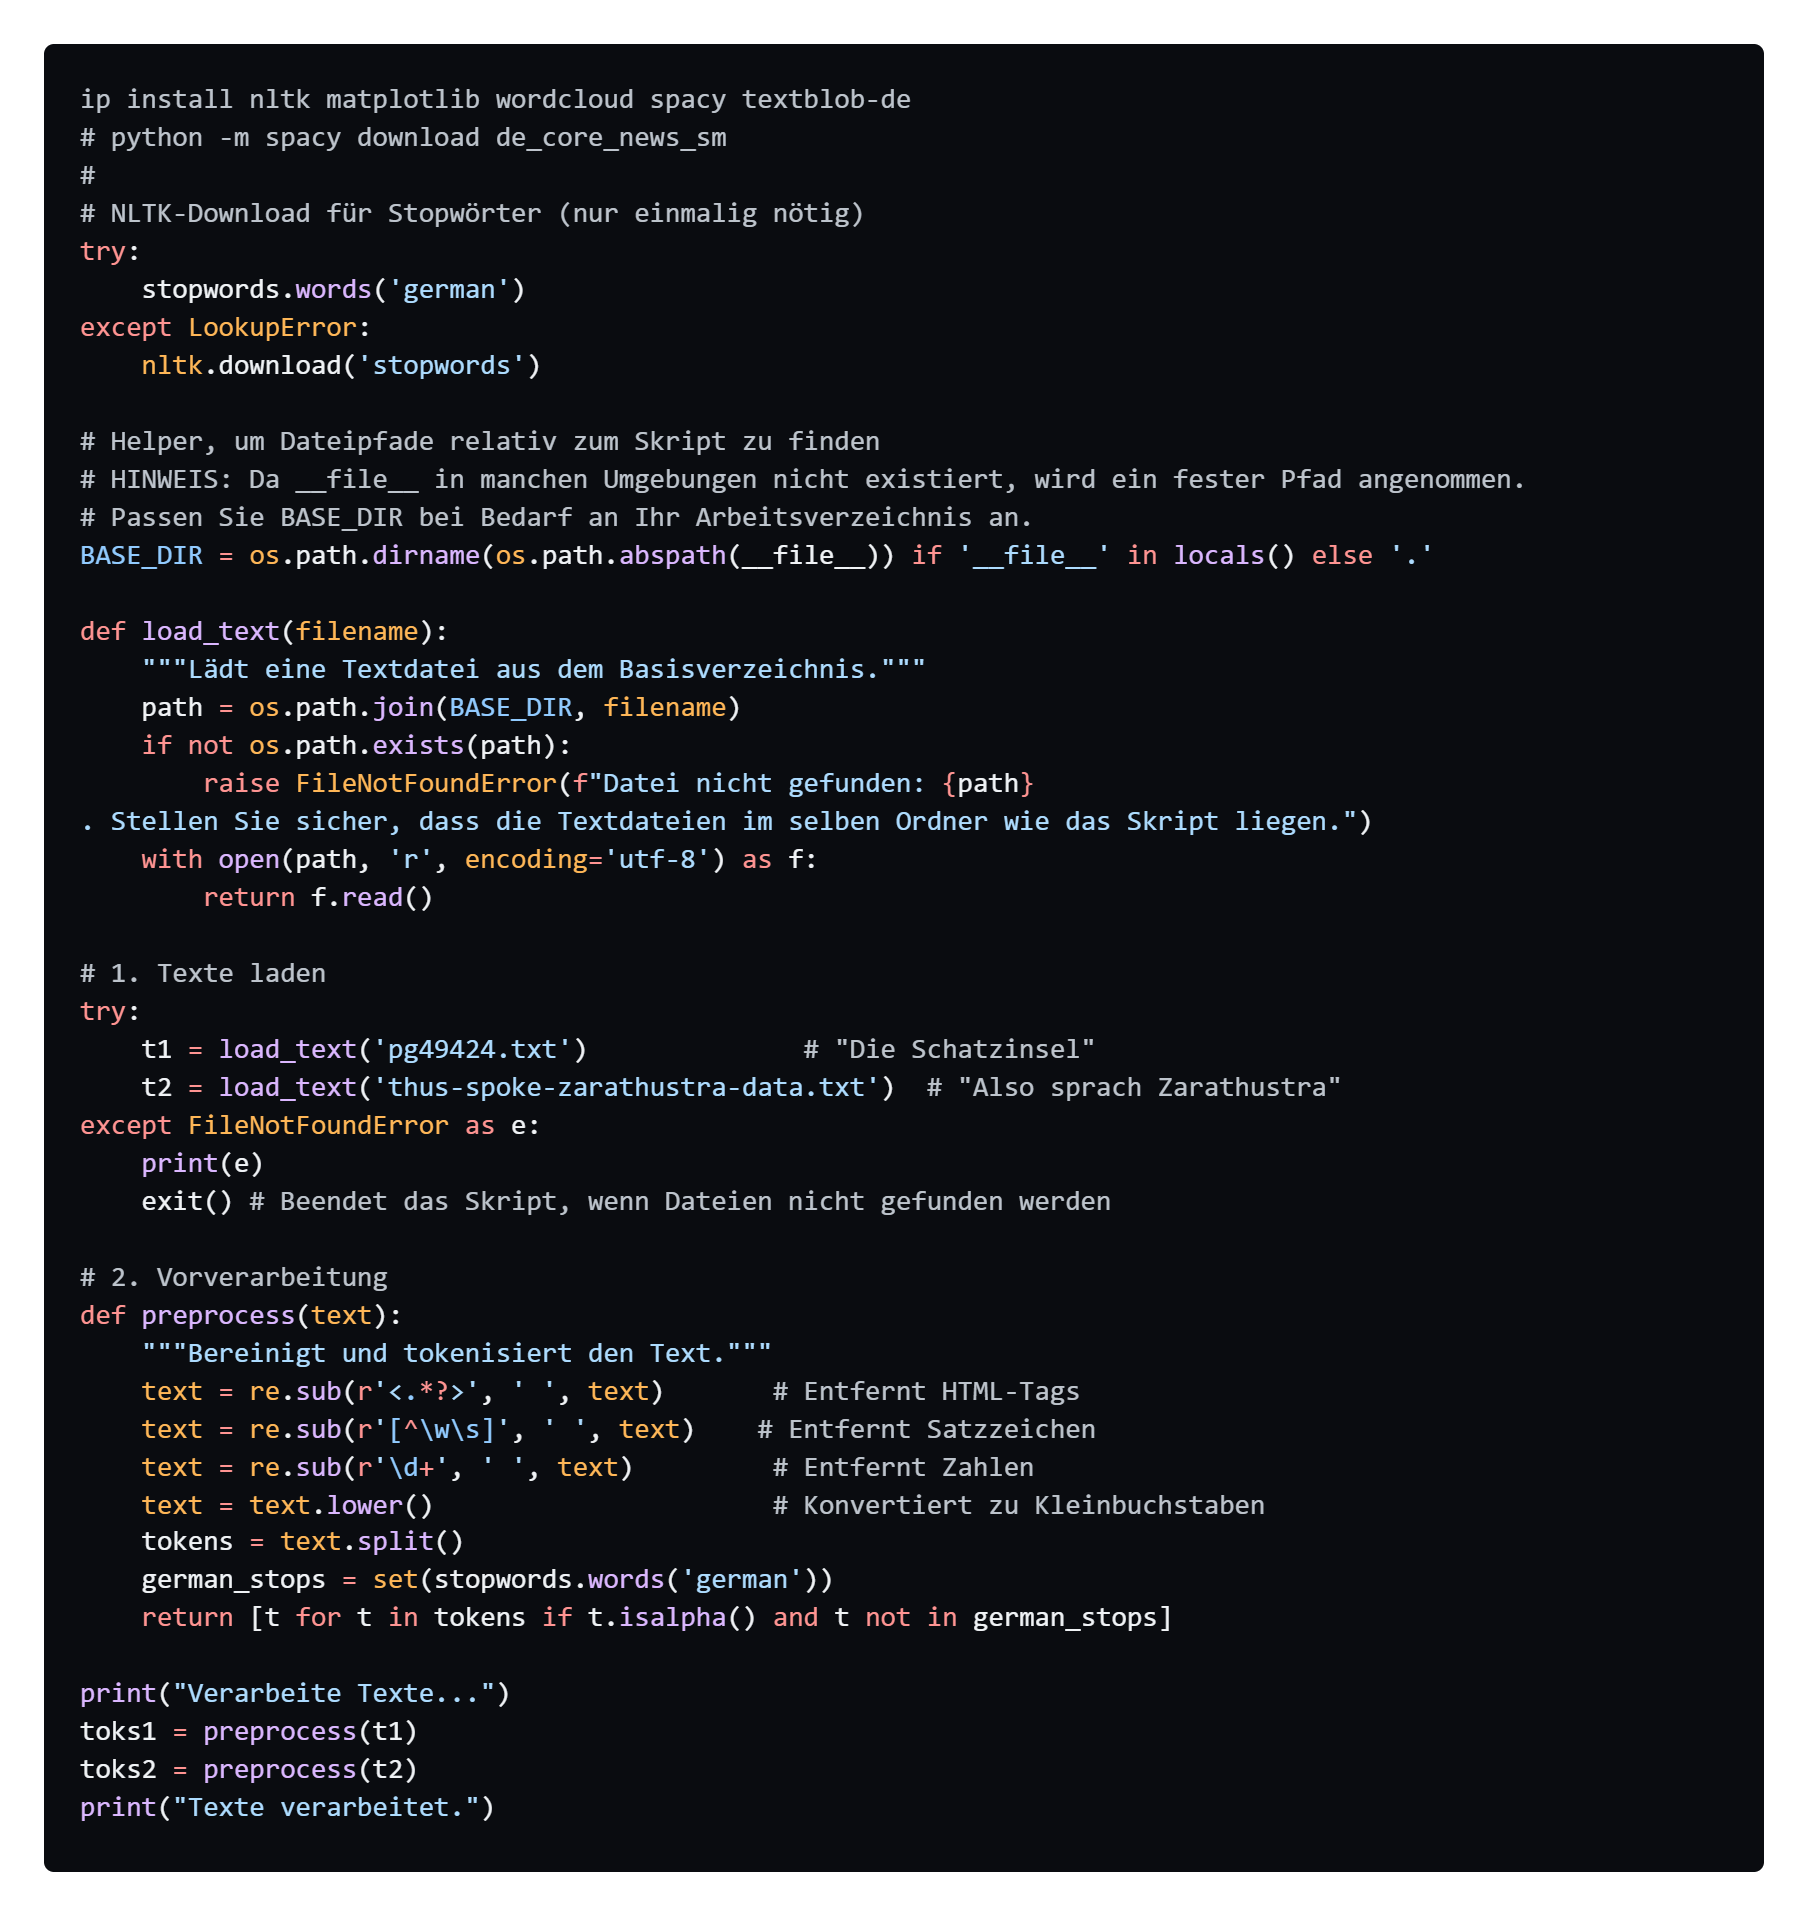 ip install nltk matplotlib wordcloud spacy textblob-de
# python -m spacy download de_core_news_sm
#
# NLTK-Download für Stopwörter (nur einmalig nötig)
try:
    stopwords.words('german')
except LookupError:
    nltk.download('stopwords')

# Helper, um Dateipfade relativ zum Skript zu finden
# HINWEIS: Da __file__ in manchen Umgebungen nicht existiert, wird ein fester Pfad angenommen.
# Passen Sie BASE_DIR bei Bedarf an Ihr Arbeitsverzeichnis an.
BASE_DIR = os.path.dirname(os.path.abspath(__file__)) if '__file__' in locals() else '.'

def load_text(filename):
    """Lädt eine Textdatei aus dem Basisverzeichnis."""
    path = os.path.join(BASE_DIR, filename)
    if not os.path.exists(path):
        raise FileNotFoundError(f"Datei nicht gefunden: {path}
. Stellen Sie sicher, dass die Textdateien im selben Ordner wie das Skript liegen.")
    with open(path, 'r', encoding='utf-8') as f:
        return f.read()

# 1. Texte laden
try:
    t1 = load_text('pg49424.txt')              # "Die Schatzinsel"
    t2 = load_text('thus-spoke-zarathustra-data.txt')  # "Also sprach Zarathustra"
except FileNotFoundError as e:
    print(e)
    exit() # Beendet das Skript, wenn Dateien nicht gefunden werden

# 2. Vorverarbeitung
def preprocess(text):
    """Bereinigt und tokenisiert den Text."""
    text = re.sub(r'<.*?>', ' ', text)       # Entfernt HTML-Tags
    text = re.sub(r'[^\w\s]', ' ', text)    # Entfernt Satzzeichen
    text = re.sub(r'\d+', ' ', text)         # Entfernt Zahlen
    text = text.lower()                      # Konvertiert zu Kleinbuchstaben
    tokens = text.split()
    german_stops = set(stopwords.words('german'))
    return [t for t in tokens if t.isalpha() and t not in german_stops]

print("Verarbeite Texte...")
toks1 = preprocess(t1)
toks2 = preprocess(t2)
print("Texte verarbeitet.")